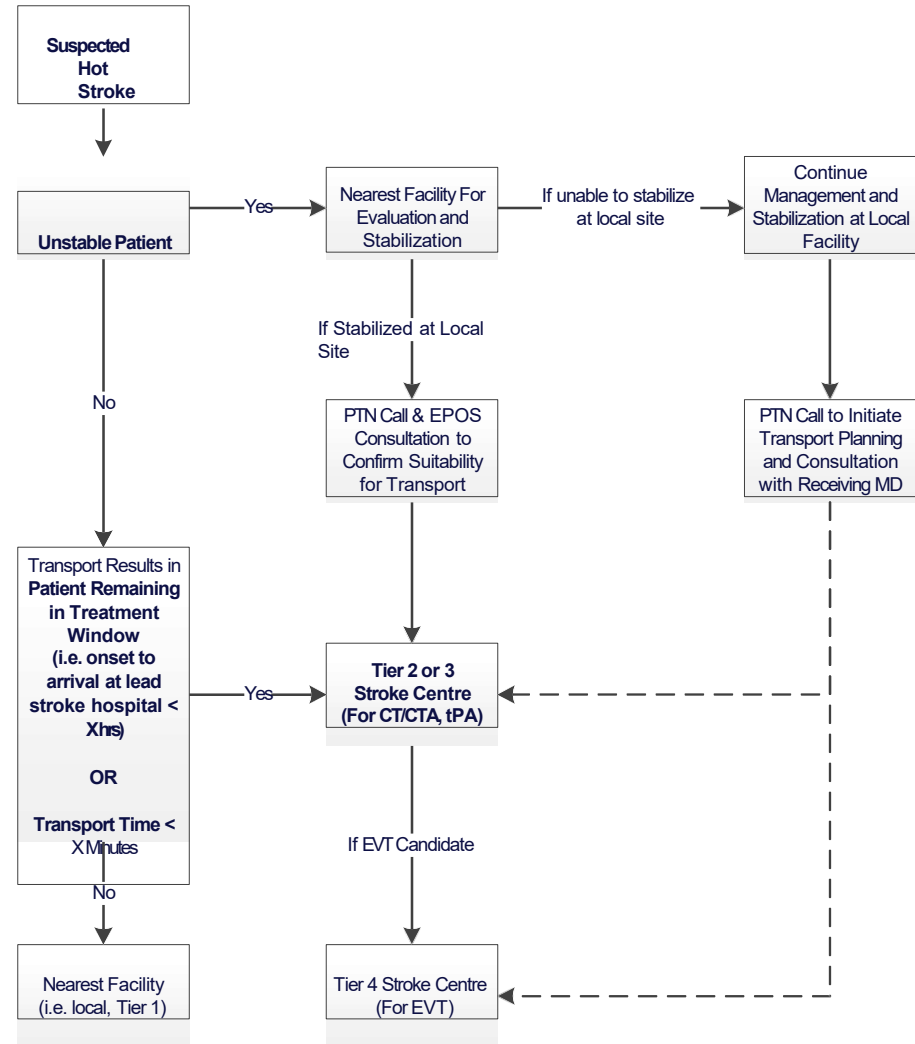 Suspected
Hot
Stroke
Unstable Patient
Yes
Nearest Facility For
Evaluation and
Stabilization
If unable to stabilize
at local site
Continue
Management and
Stabilization at Local
Facility
If Stabilized at Local
Site
No
PTN Call & EPOS
Consultation to
Confirm Suitability
for Transport
PTN Call to Initiate
Transport Planning
and Consultation
with Receiving MD
Transport Results in
Patient Remaining
in Treatment
Window
(i.e. onset to
arrival at lead
stroke hospital <
Xhrs)
OR
Transport Time <
X Minutes
Yes
Tier 2 or 3
Stroke Centre
(For CT/CTA, tPA)
If EVT Candidate
No
Nearest Facility
(i.e. local, Tier 1)
Tier 4 Stroke Centre
(For EVT)